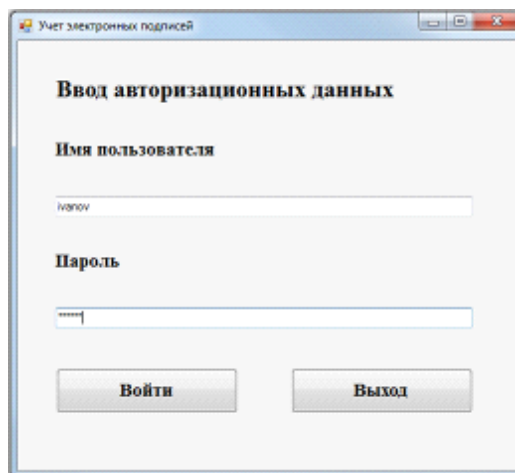 Учет электронных подписей
Ввод авторизационных данных
Имя пользователя
ivanov
Пароль
******
Войти
Выход